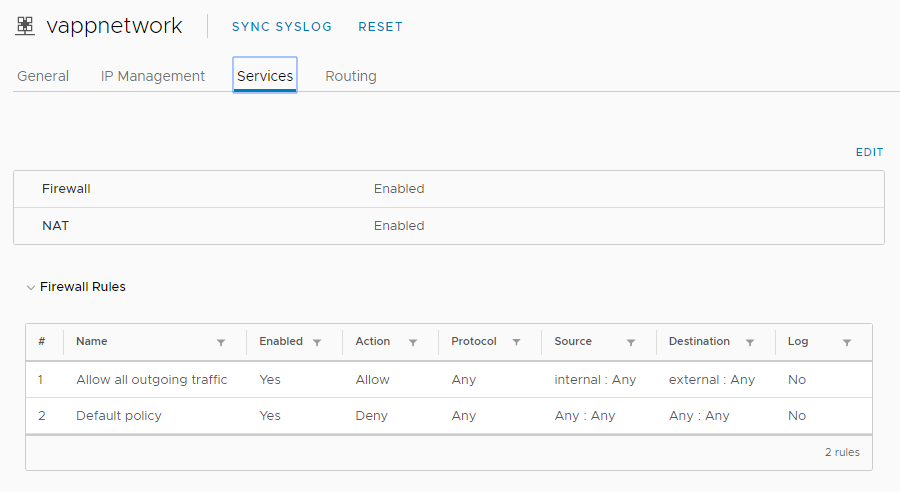 vappnetwork SYNC SYSLOG RESET
General IP Management Services Routing
EDIT
Firewall Enabled
NAT Enabled
Firewall Rules
# Name Enabled Action Protocol Source Destination Log
1 Allow all outgoing traffic Yes Allow Any internal : Any external : Any No
2 Default policy Yes Deny Any Any : Any Any : Any No
2 rules